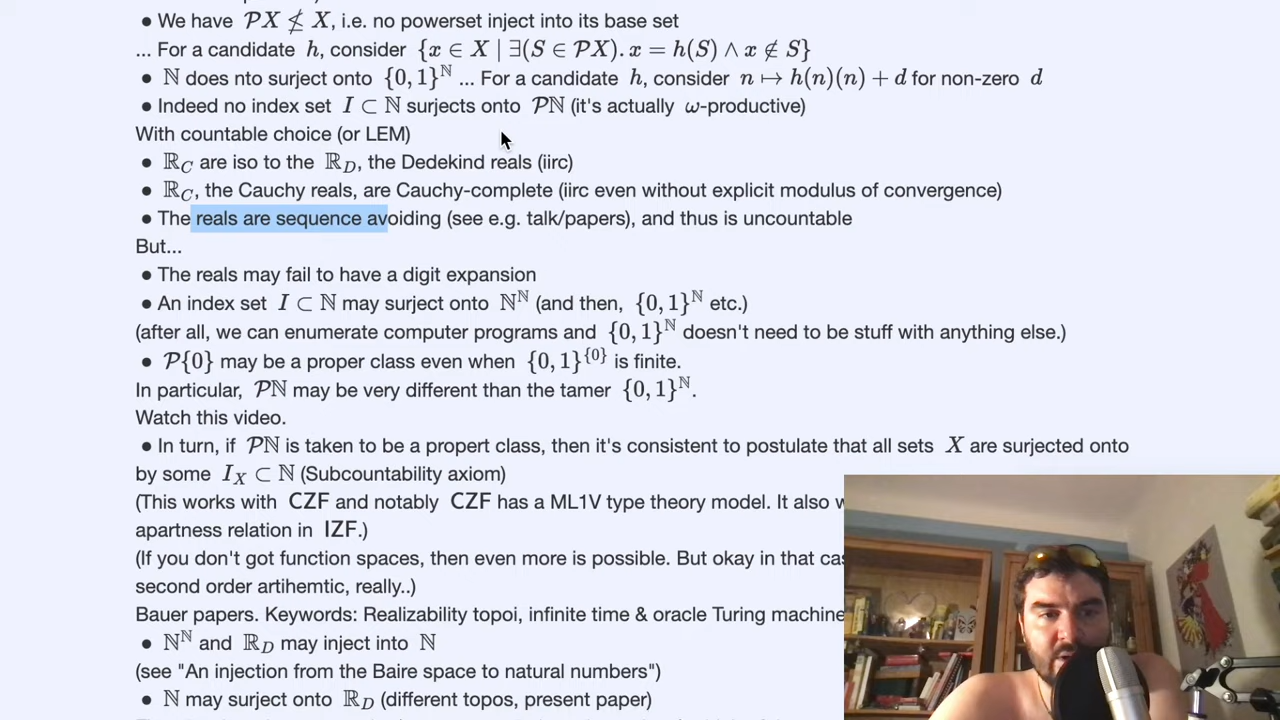 • We have 𝒫X ≰ X, i.e. no powerset inject into its base set
... For a candidate h, consider {x ∈ X | ∃(S ∈ 𝒫X). x = h(S) ∧ x ∉ S}
• ℕ does nto surject onto {0, 1}^ℕ ... For a candidate h, consider n ↦ h(n)(n) + d for non-zero d
• Indeed no index set I ⊂ ℕ surjects onto 𝒫ℕ (it's actually ω-productive)
With countable choice (or LEM)
• ℝ_C are iso to the ℝ_D, the Dedekind reals (iirc)
• ℝ_C, the Cauchy reals, are Cauchy-complete (iirc even without explicit modulus of convergence)
• The reals are sequence avoiding (see e.g. talk/papers), and thus is uncountable
But...
• The reals may fail to have a digit expansion
• An index set I ⊂ ℕ may surject onto ℕ^ℕ (and then, {0, 1}^ℕ etc.)
(after all, we can enumerate computer programs and {0, 1}^ℕ doesn't need to be stuff with anything else.)
• 𝒫{0} may be a proper class even when {0, 1}^{0} is finite.
In particular, 𝒫ℕ may be very different than the tamer {0, 1}^ℕ.
Watch this video.
• In turn, if 𝒫ℕ is taken to be a propert class, then it's consistent to postulate that all sets X are surjected onto
by some I_X ⊂ ℕ (Subcountability axiom)
(This works with CZF and notably CZF has a ML1V type theory model. It also
apartness relation in IZF.)
(If you don't got function spaces, then even more is possible. But okay in that
second order artihemtic, really..)
Bauer papers. Keywords: Realizability topoi, infinite time & oracle Turing machine
• ℕ^ℕ and ℝ_D may inject into ℕ
(see "An injection from the Baire space to natural numbers")
• ℕ may surject onto ℝ_D (different topos, present paper)